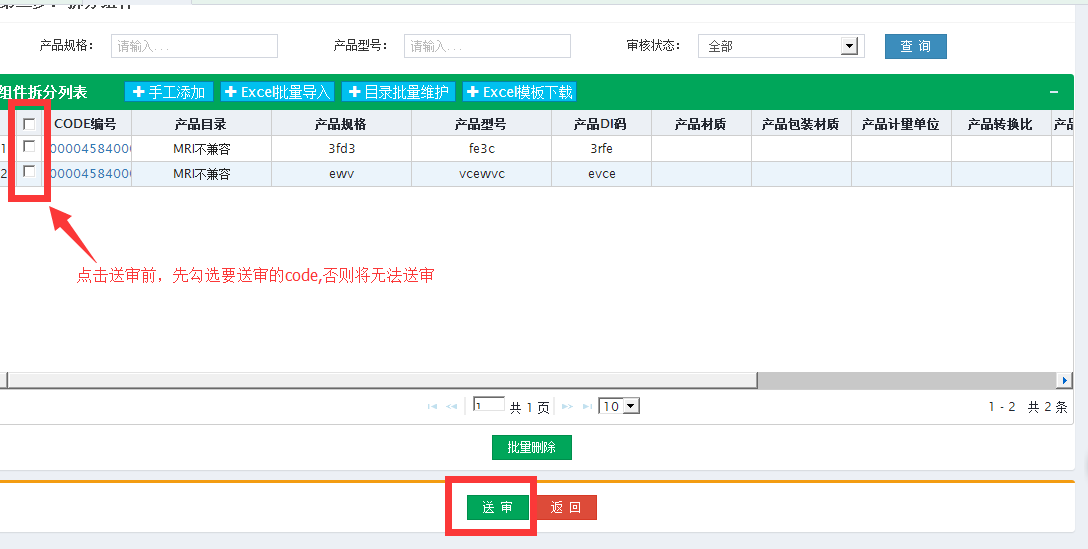 拆分组件
产品规格： 请输入... 产品型号： 请输入... 审核状态： 全部 查 询
组件拆分列表 手工添加 Excel批量导入 目录批量维护 Excel模板下载
CODE编号 产品目录 产品规格 产品型号 产品DI码 产品材质 产品包装材质 产品计量单位 产品转换比 产品
1 00004584000 MRI不兼容 3fd3 fe3c 3rfe
2 00004584000 MRI不兼容 ewv vcewvc evce
点击送审前，先勾选要送审的code,否则将无法送审
1 共 1 页 10 1 - 2 共 2 条
批量删除
送 审 返 回